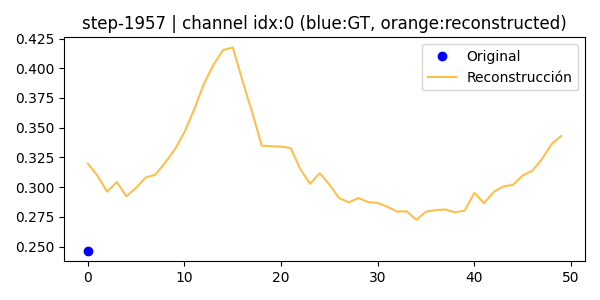 step-1957 | channel idx:0 (blue:GT, orange:reconstructed)
0.425
0.400
0.375
0.350
0.325
0.300
0.275
0.250
Original
Reconstrucción
0 10 20 30 40 50